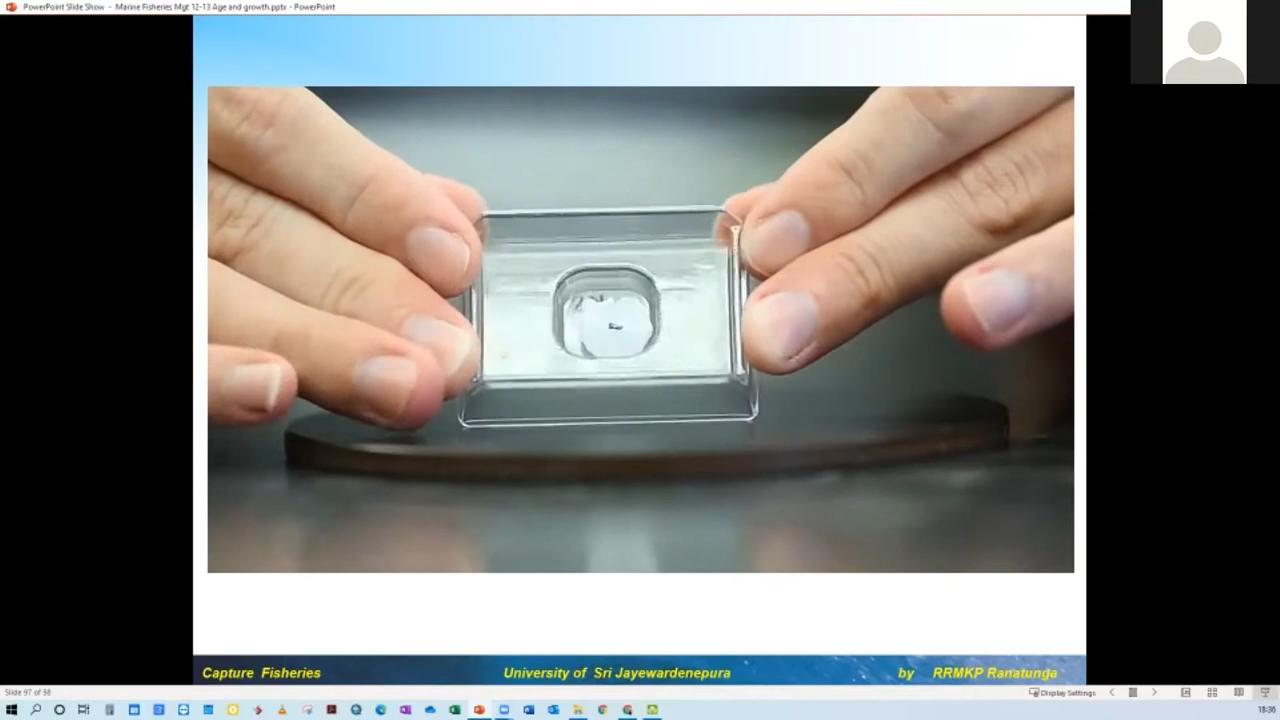 PowerPoint Slide Show - Marine Fisheries Mgt 12-13 Age and growth.pptx - PowerPoint
Capture Fisheries
University of Sri Jayewardenepura
by RRMKP Ranatunga
Slide 97 of 98
Display Settings
18:36